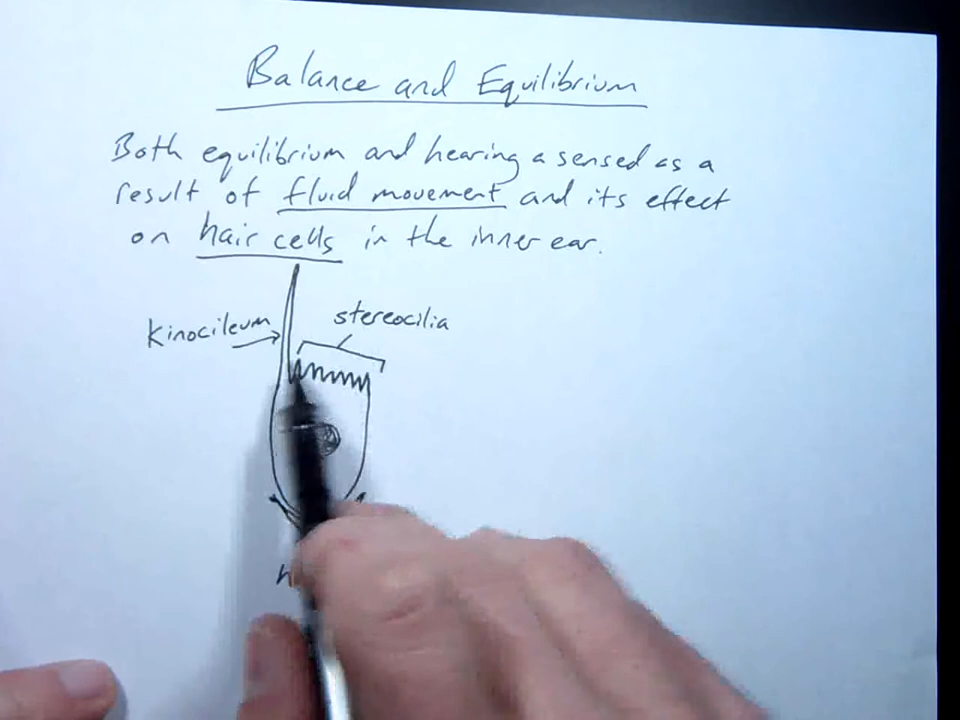 Balance and Equilibrium
Both equilibrium and hearing a sensed as a
result of fluid movement and its effect
on hair cells in the inner ear.
Kinocileum
stereocilia